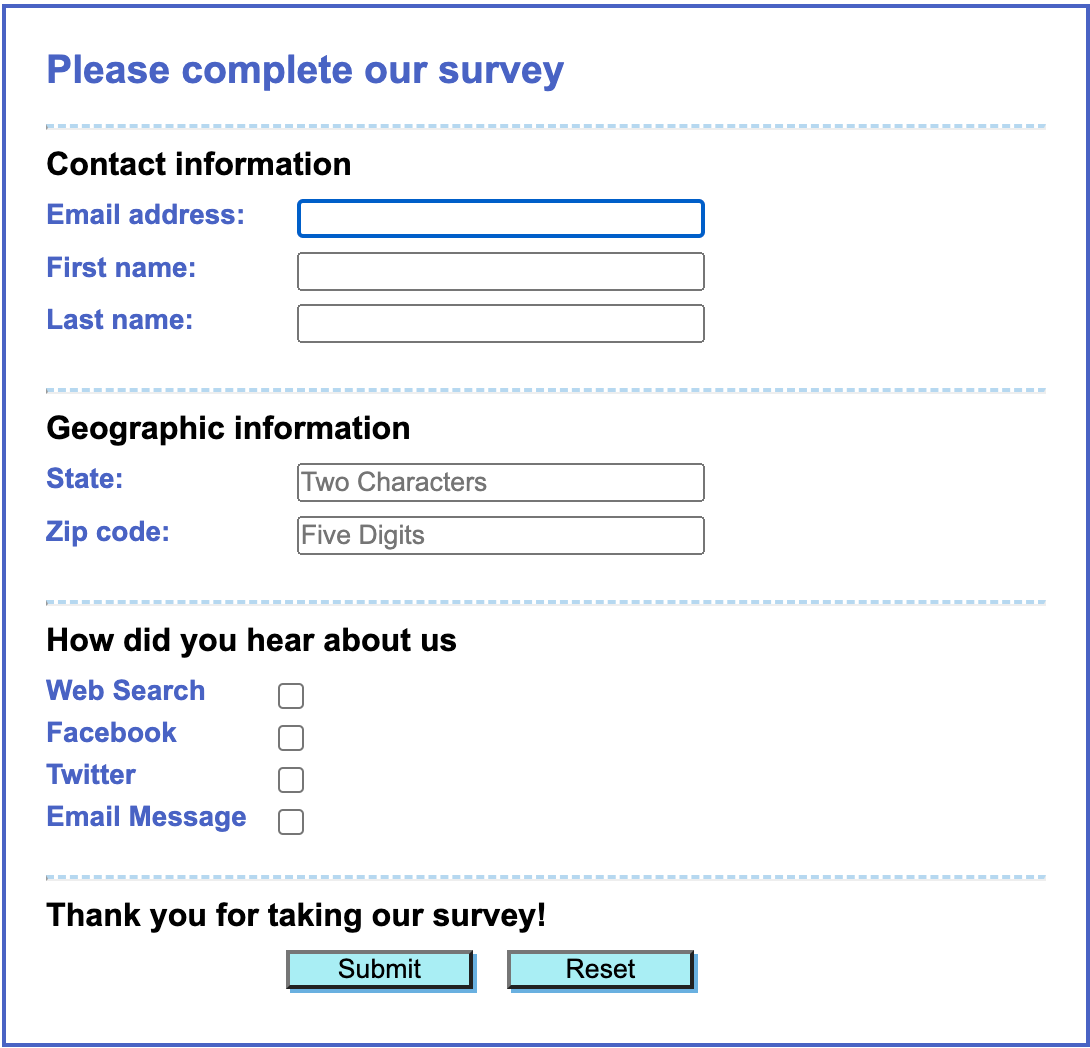 Please complete our survey
Contact information
Email address:
First name:
Last name:
Geographic information
State: Two Characters
Zip code: Five Digits
How did you hear about us
Web Search
Facebook
Twitter
Email Message
Thank you for taking our survey!
Submit Reset